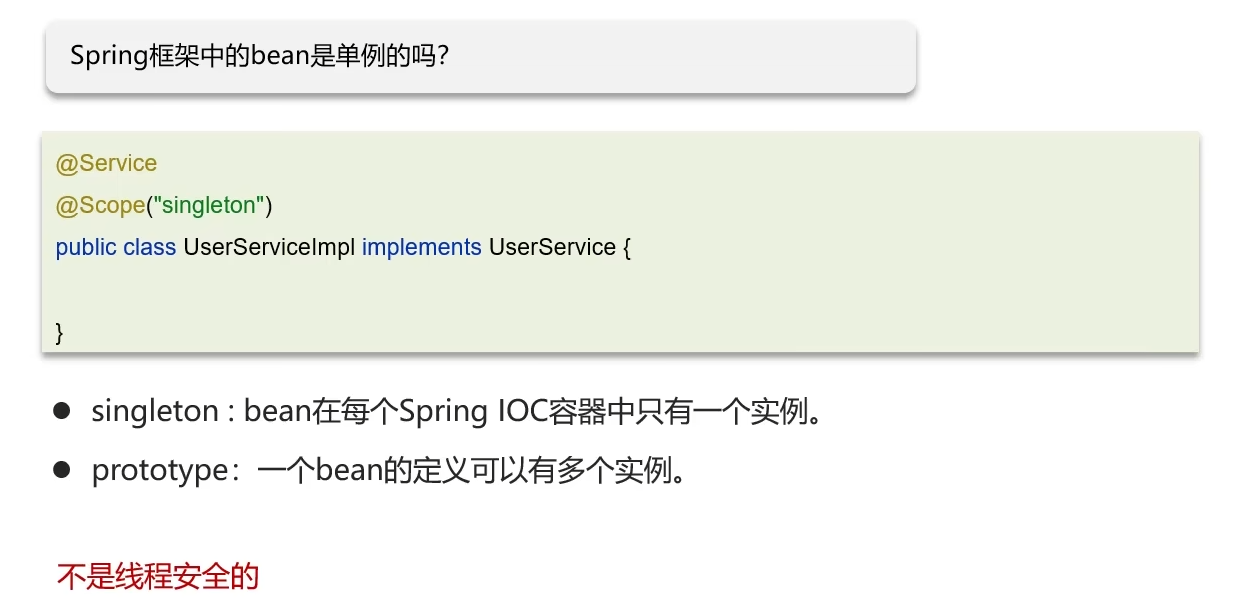 Spring框架中的bean是单例的吗？
@Service
@Scope("singleton")
public class UserServiceImpl implements UserService {
}
● singleton : bean在每个Spring IOC容器中只有一个实例。
● prototype：一个bean的定义可以有多个实例。
不是线程安全的